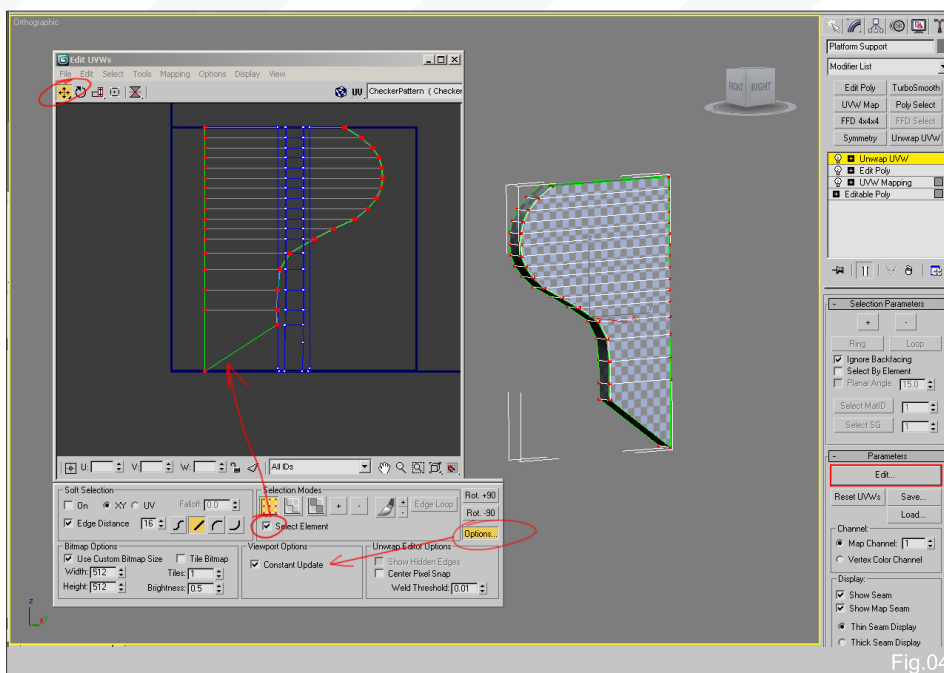 Orthographic
Edit UVWs
File Edit Select Tools Mapping Options Display View
UV CheckerPattern ( Checker
All IDs
U: V: W:
Soft Selection
On XY UV Falloff: 0.0
Edge Distance 16
Selection Modes
+ - Edge Loop + -
Select Element
Rot. +90
Rot. -90
Options...
Bitmap Options
Use Custom Bitmap Size Tile Bitmap
Width: 512 Tiles: 1
Height: 512 Brightness: 0.5
Viewport Options
Constant Update
Unwrap Editor Options
Show Hidden Edges
Center Pixel Snap
Weld Threshold: 0.01
FRONT RIGHT
z
x y
Platform Support
Modifier List
Edit Poly TurboSmooth
UVW Map Poly Select
FFD 4x4x4 FFD Select
Symmetry Unwrap UVW
Unwrap UVW
Edit Poly
UVW Mapping
Editable Poly
- Selection Parameters
+ -
Ring Loop
Ignore Backfacing
Select By Element
Planar Angle 15.0
Select MatID 1
Select SG 1
- Parameters
Edit...
Reset UVWs Save...
Load...
Channel:
Map Channel: 1
Vertex Color Channel
Display:
Show Seam
Show Map Seam
Thin Seam Display
Thick Seam Display
Fig.04